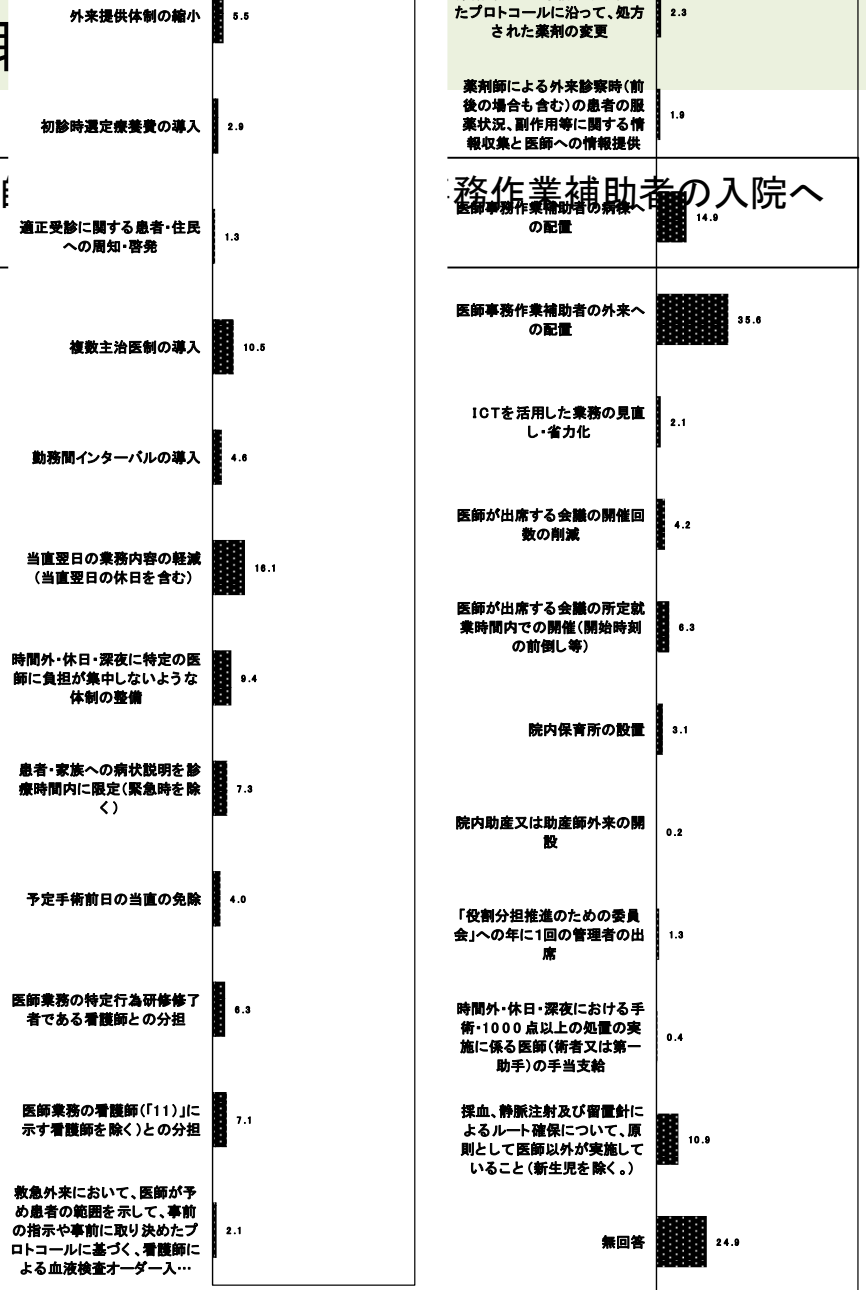 外来提供体制の縮小
5.5
初診時選定療養費の導入
2.9
適正受診に関する患者・住民
への周知・啓発
1.3
複数主治医制の導入
10.5
勤務間インターバルの導入
4.6
当直翌日の業務内容の軽減
（当直翌日の休日を含む）
16.1
時間外・休日・深夜に特定の医
師に負担が集中しないような
体制の整備
9.4
患者・家族への病状説明を診
療時間内に限定（緊急時を除
く）
7.3
予定手術前日の当直の免除
4.0
医師業務の特定行為研修修了
者である看護師との分担
6.3
医師業務の看護師（「11）」に
示す看護師を除く）との分担
7.1
救急外来において、医師が予
め患者の範囲を示して、事前
の指示や事前に取り決めたプ
ロトコールに基づく、看護師に
よる血液検査オーダー入…
2.1
たプロトコールに沿って、処方
された薬剤の変更
2.3
薬剤師による外来診察時（前
後の場合も含む）の患者の服
薬状況、副作用等に関する情
報収集と医師への情報提供
1.9
務作業補助者の入院へ
医師事務作業補助者の病棟へ
の配置
14.9
医師事務作業補助者の外来へ
の配置
35.6
ICTを活用した業務の見直
し・省力化
2.1
医師が出席する会議の開催回
数の削減
4.2
医師が出席する会議の所定就
業時間内での開催（開始時刻
の前倒し等）
6.3
院内保育所の設置
3.1
院内助産又は助産師外来の開
設
0.2
「役割分担推進のための委員
会」への年に1回の管理者の出
席
1.3
時間外・休日・深夜における手
術・1000点以上の処置の実
施に係る医師（術者又は第一
助手）の手当支給
0.4
採血、静脈注射及び留置針に
よるルート確保について、原
則として医師以外が実施して
いること（新生児を除く。）
10.9
無回答
24.9